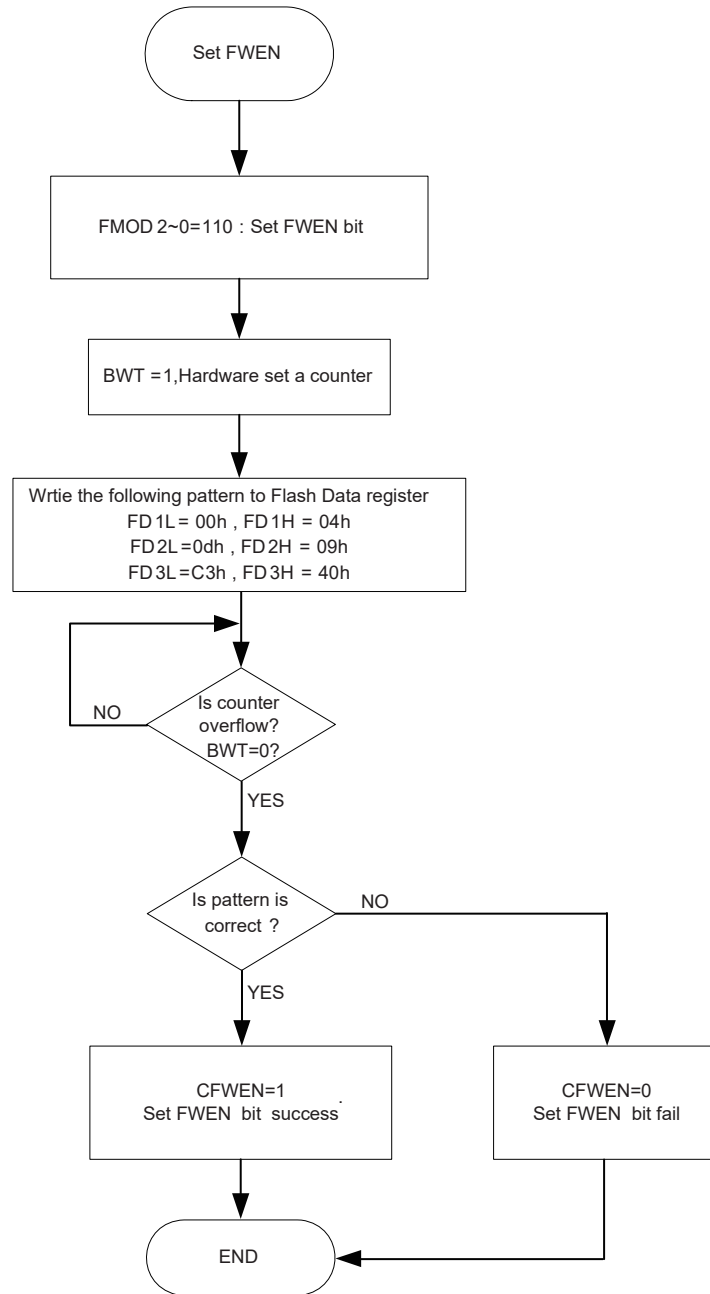 Set FWEN
FMOD 2~0=110 : Set FWEN bit
BWT =1,Hardware set a counter
Wrtie the following pattern to Flash Data register
FD1L= 00h , FD1H = 04h
FD2L=0dh , FD2H = 09h
FD3L=C3h , FD3H = 40h
Is counter
overflow?
BWT=0?
NO
YES
Is pattern is
correct ?
NO
YES
CFWEN=1
Set FWEN bit success.
CFWEN=0
Set FWEN bit fail
END